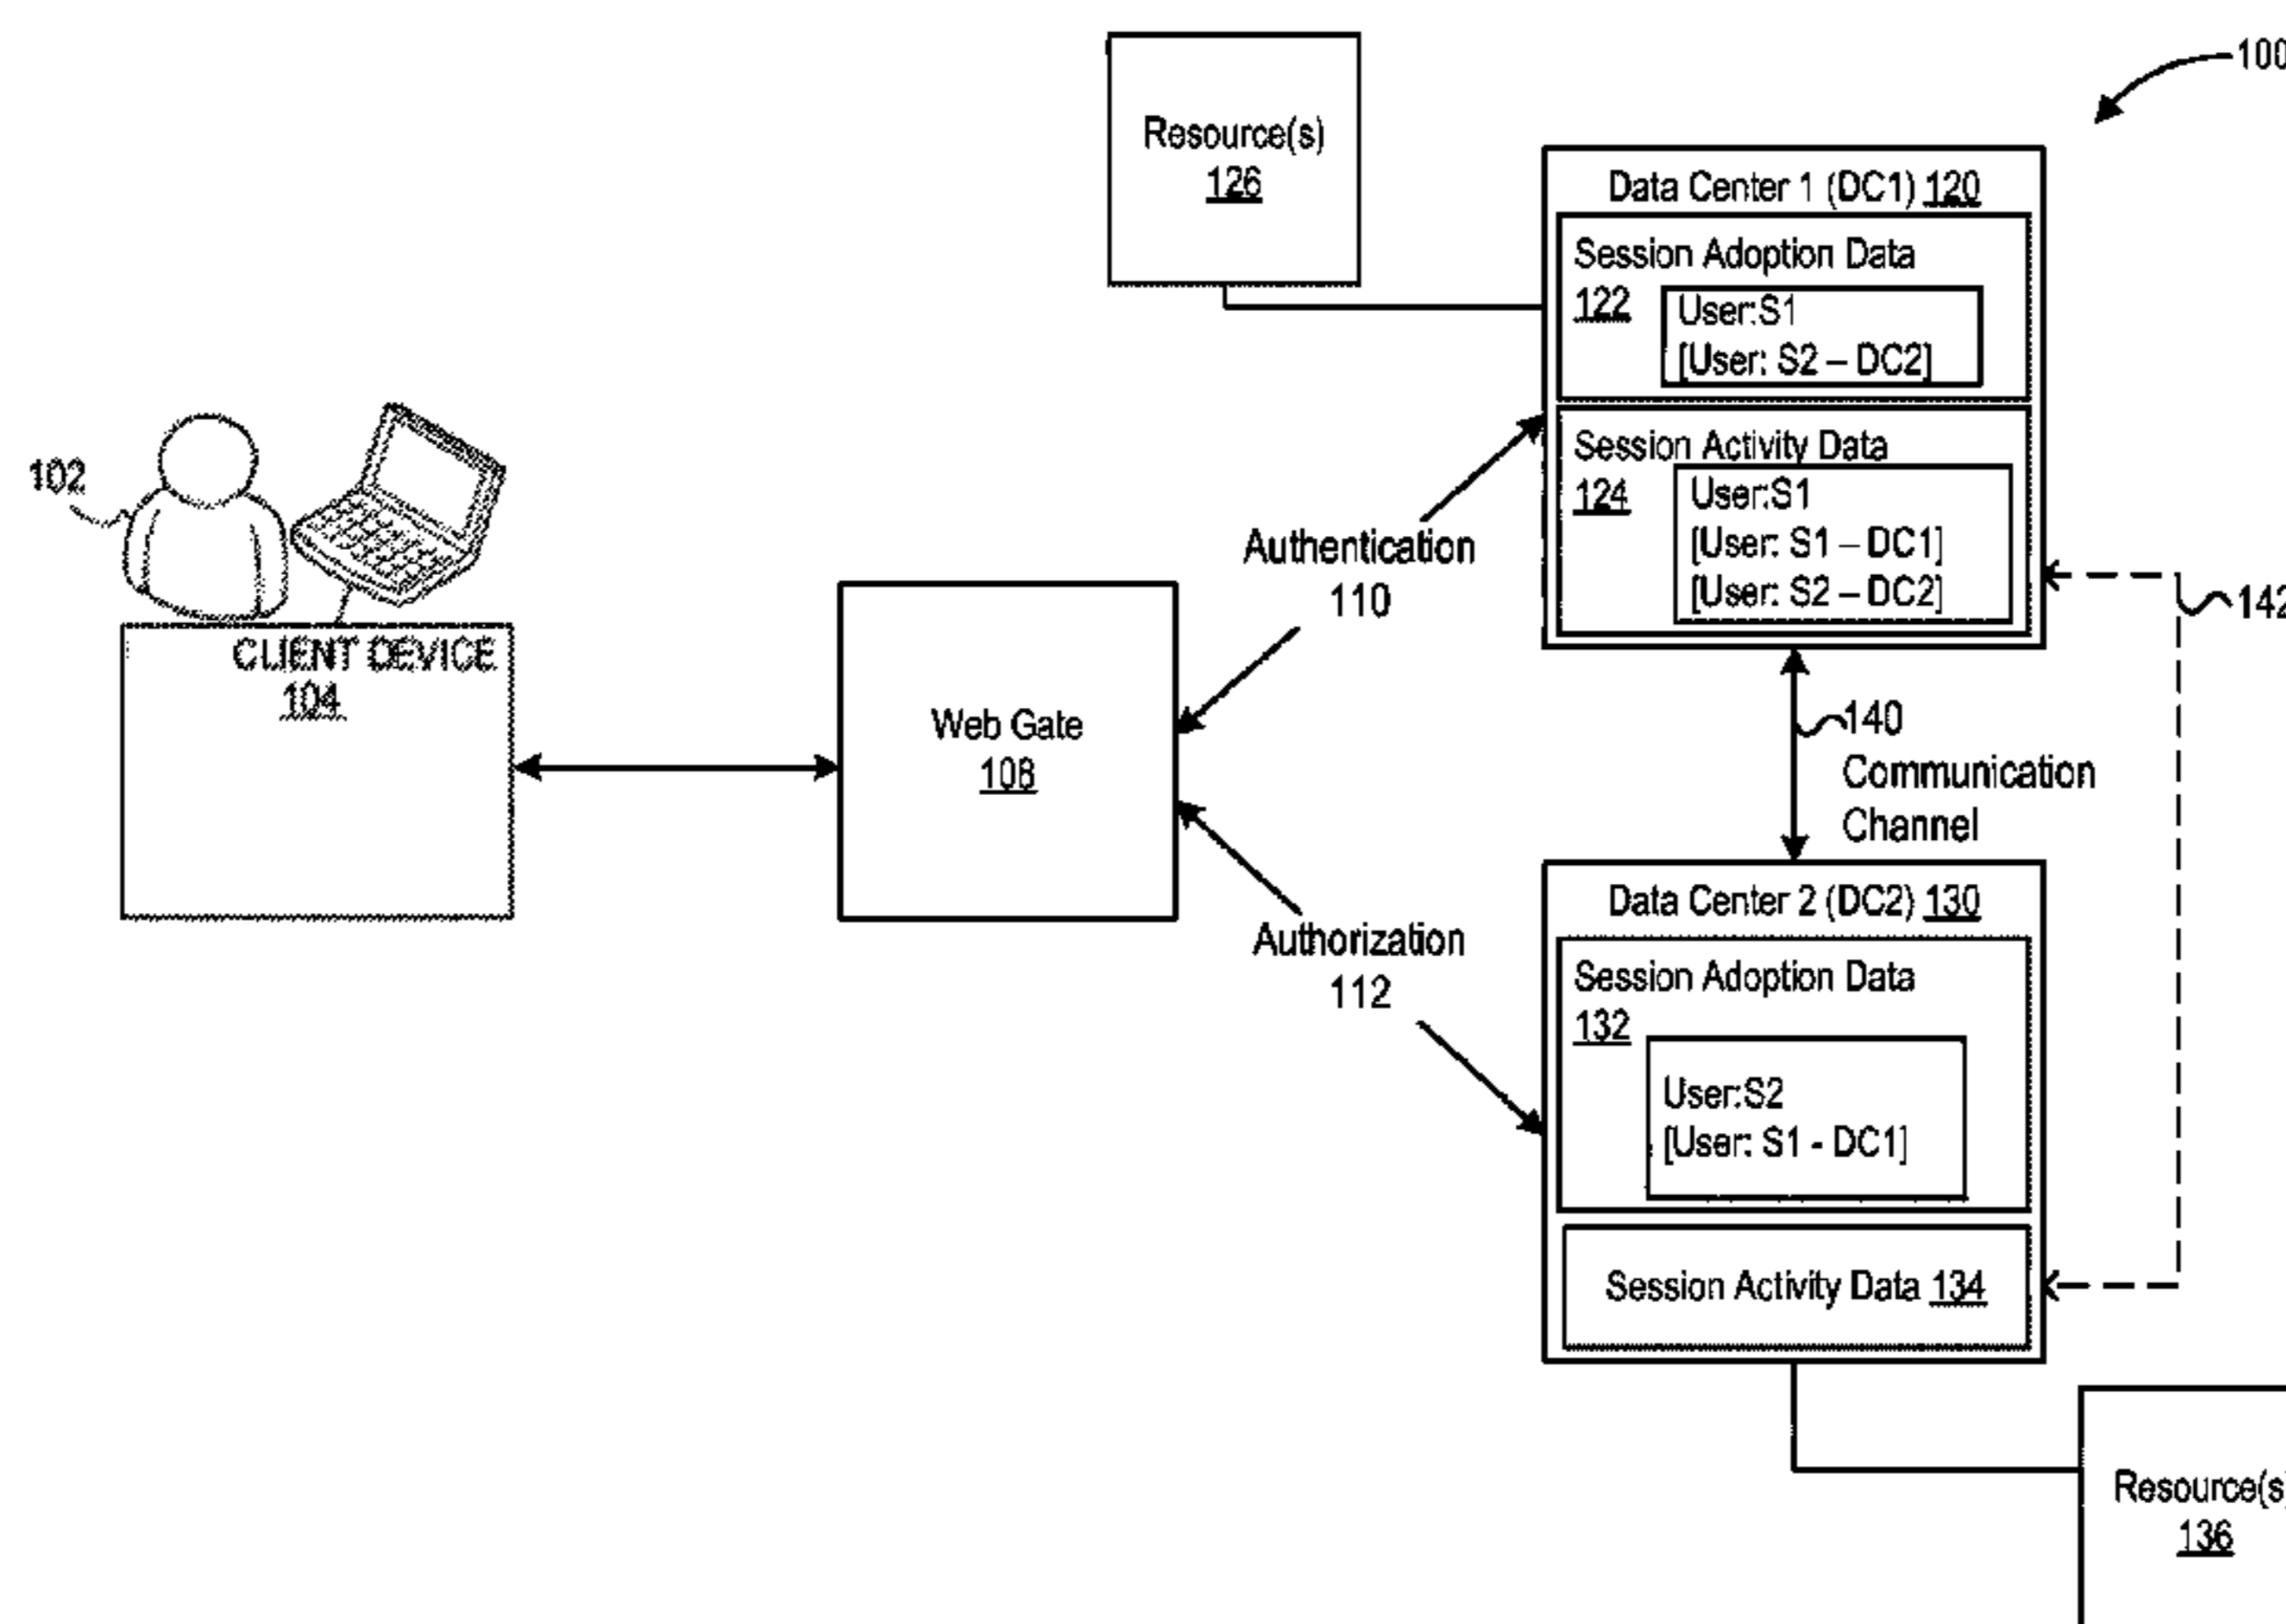 100
Resource(s)
126
Data Center 1 (DC1) 120
Session Adoption Data
122
User:S1
[User: S2 – DC2]
Session Activity Data
124
User:S1
[User: S1 – DC1]
[User: S2 – DC2]
102
CLIENT DEVICE
104
Web Gate
108
Authentication
110
142
140
Communication
Channel
Authorization
112
Data Center 2 (DC2) 130
Session Adoption Data
132
User:S2
[User: S1 - DC1]
Session Activity Data 134
Resource(s)
136